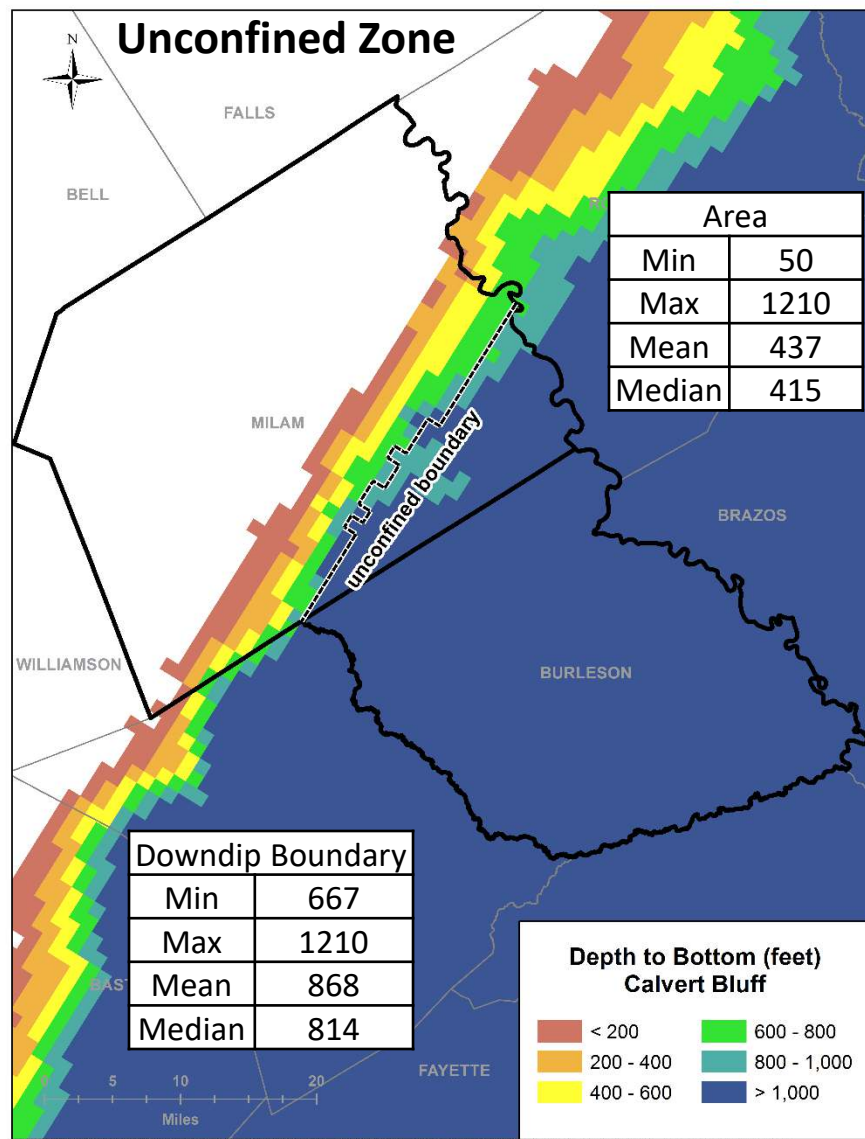 Unconfined Zone
N
FALLS
BELL
Area
Min 50
Max 1210
Mean 437
Median 415
MILAM
unconfined boundary
BRAZOS
WILLIAMSON
BURLESON
Downdip Boundary
Min 667
Max 1210
Mean 868
Median 814
BAST
FAYETTE
5 10 20
Miles
Depth to Bottom (feet)
Calvert Bluff
< 200
200 - 400
400 - 600
600 - 800
800 - 1,000
> 1,000